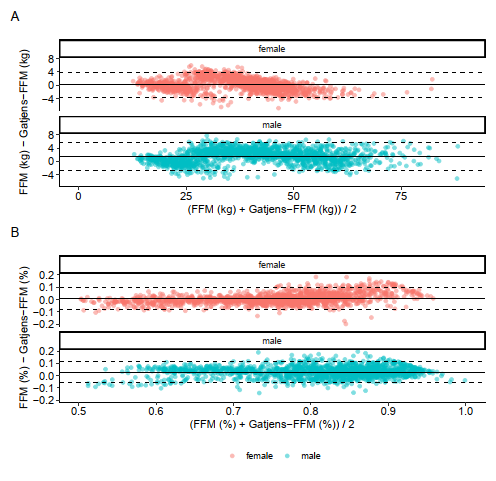 A
female
8
4
0
−4
male
8
4
0
−4
FFM (kg) − Gatjens−FFM (kg)
0
25
50
75
(FFM (kg) + Gatjens−FFM (kg)) / 2
B
female
0.2
0.1
0.0
−0.1
−0.2
male
0.2
0.1
0.0
−0.1
−0.2
FFM (%) − Gatjens−FFM (%)
0.5
0.6
0.7
0.8
0.9
1.0
(FFM (%) + Gatjens−FFM (%)) / 2
female
male